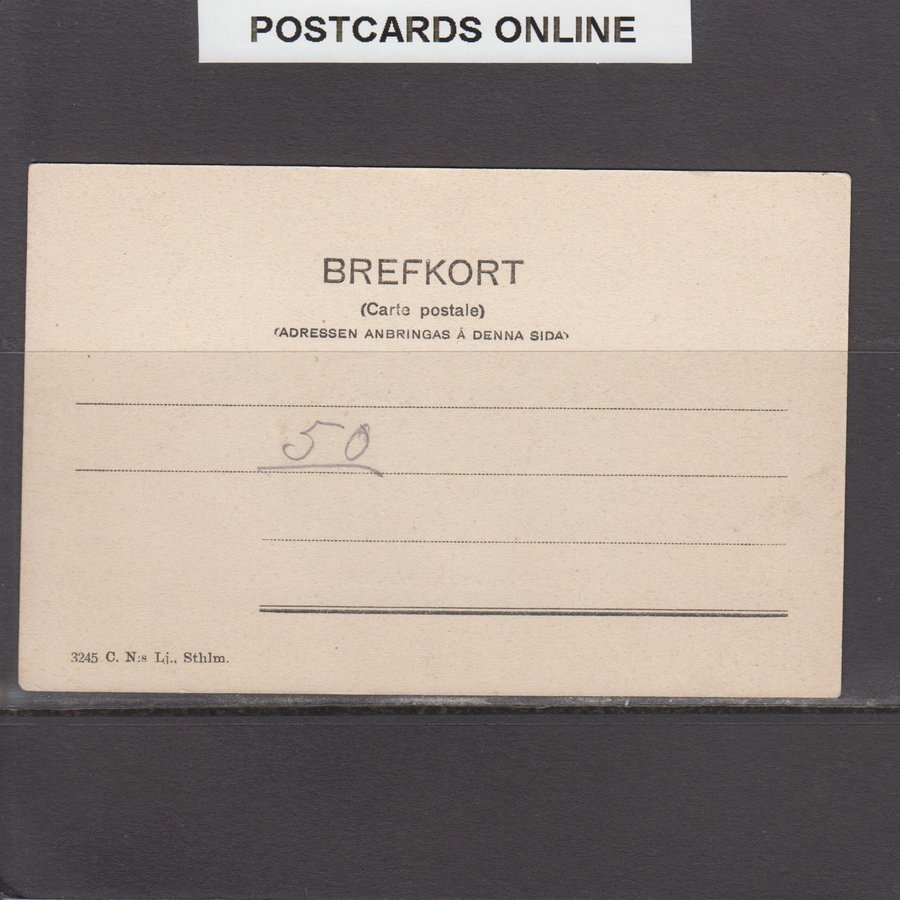 POSTCARDS ONLINE
BREFKORT
(Carte postale)
(ADRESSEN ANBRINGAS Å DENNA SIDA)
50
3245 C. N:s Lj., Sthlm.